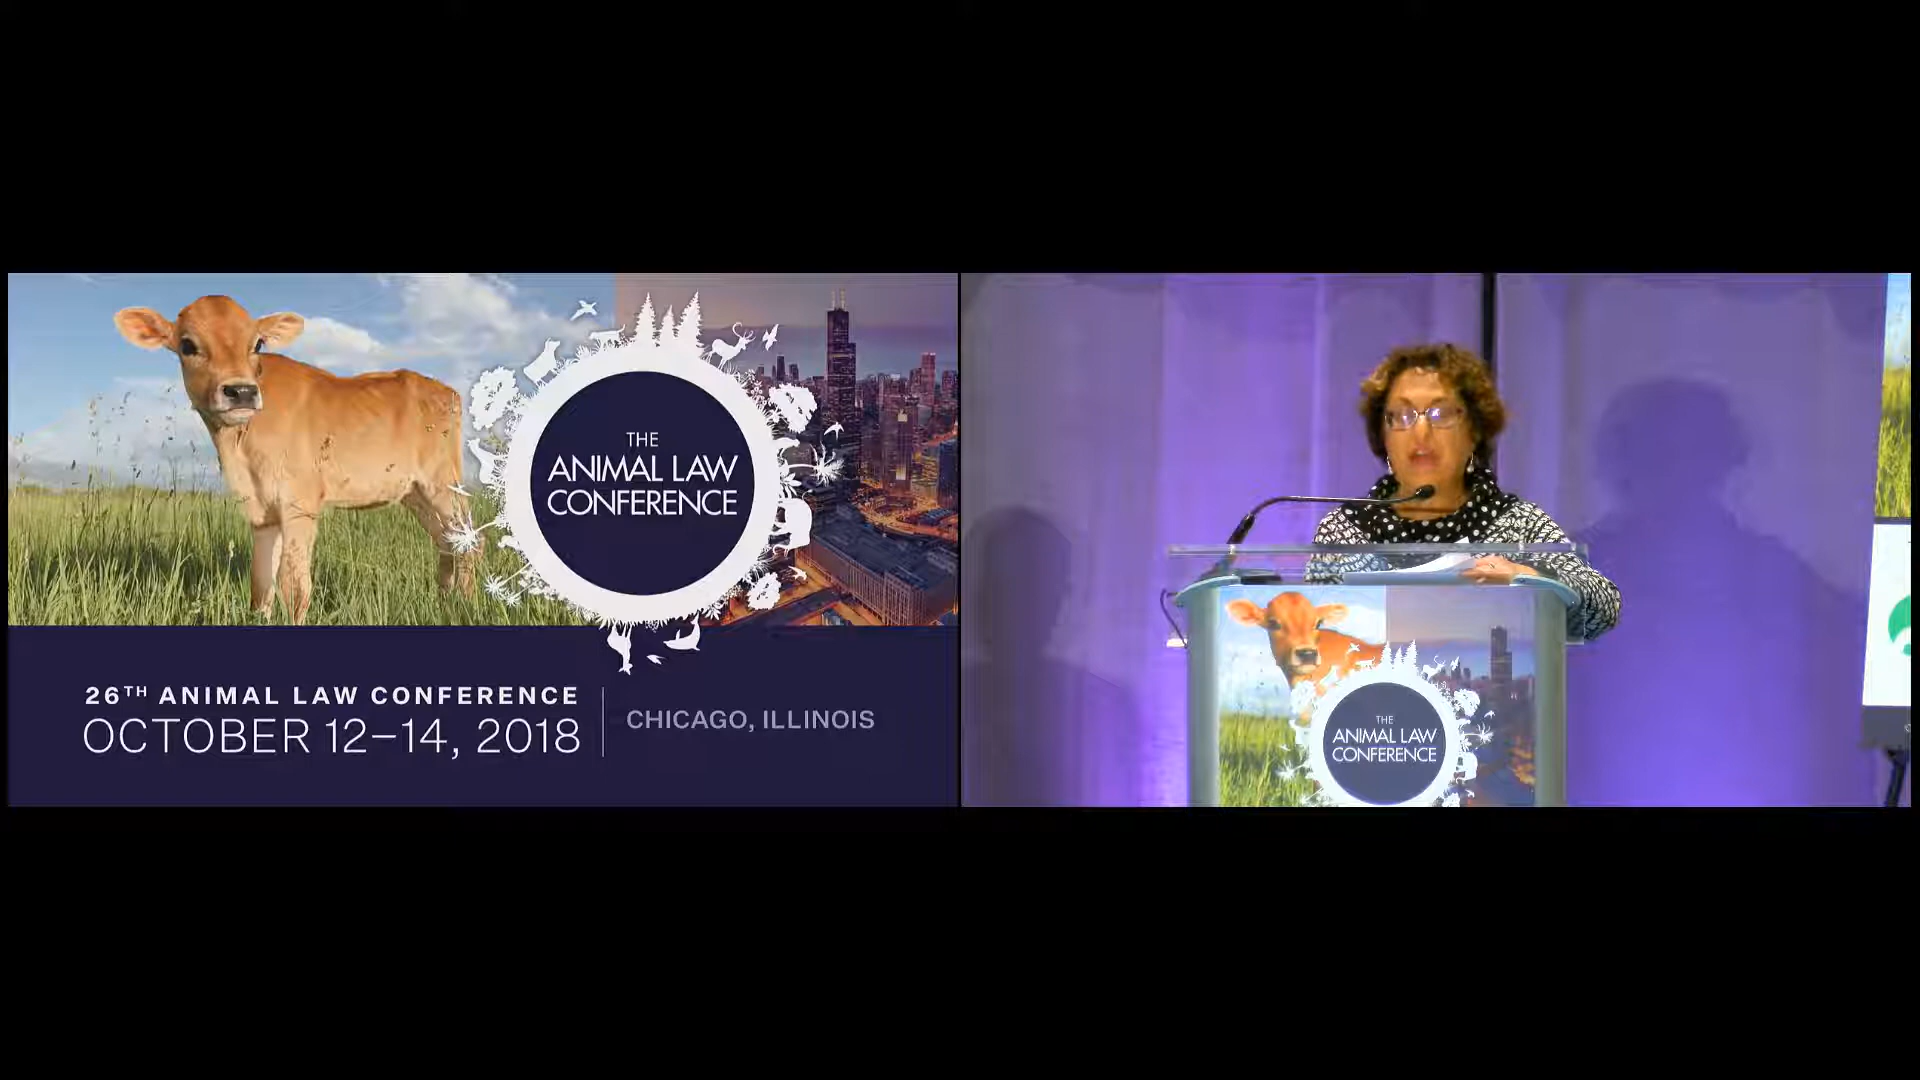 THE
ANIMAL LAW
CONFERENCE
26TH ANIMAL LAW CONFERENCE
OCTOBER 12–14, 2018
CHICAGO, ILLINOIS
THE
ANIMAL LAW
CONFERENCE